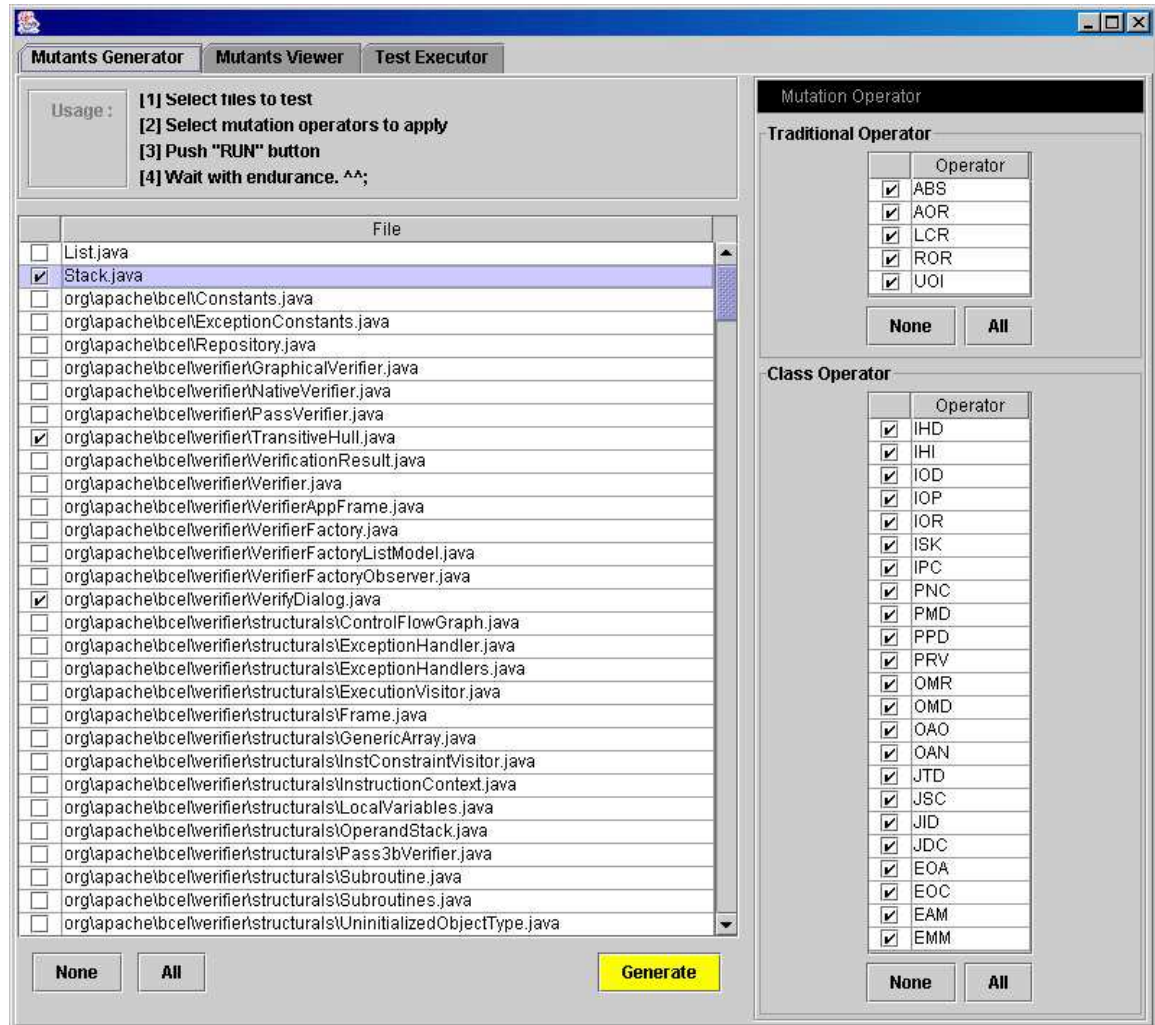 Mutants Generator
Mutants Viewer
Test Executor
Usage :
[1] Select files to test
[2] Select mutation operators to apply
[3] Push "RUN" button
[4] Wait with endurance. ^^;
File
List.java
Stack.java
org\apache\bcel\Constants.java
org\apache\bcel\ExceptionConstants.java
org\apache\bcel\Repository.java
org\apache\bcel\verifier\GraphicalVerifier.java
org\apache\bcel\verifier\NativeVerifier.java
org\apache\bcel\verifier\PassVerifier.java
org\apache\bcel\verifier\TransitiveHull.java
org\apache\bcel\verifier\VerificationResult.java
org\apache\bcel\verifier\Verifier.java
org\apache\bcel\verifier\VerifierAppFrame.java
org\apache\bcel\verifier\VerifierFactory.java
org\apache\bcel\verifier\VerifierFactoryListModel.java
org\apache\bcel\verifier\VerifierFactoryObserver.java
org\apache\bcel\verifier\VerifyDialog.java
org\apache\bcel\verifier\structurals\ControlFlowGraph.java
org\apache\bcel\verifier\structurals\ExceptionHandler.java
org\apache\bcel\verifier\structurals\ExceptionHandlers.java
org\apache\bcel\verifier\structurals\ExecutionVisitor.java
org\apache\bcel\verifier\structurals\Frame.java
org\apache\bcel\verifier\structurals\GenericArray.java
org\apache\bcel\verifier\structurals\InstConstraintVisitor.java
org\apache\bcel\verifier\structurals\InstructionContext.java
org\apache\bcel\verifier\structurals\LocalVariables.java
org\apache\bcel\verifier\structurals\OperandStack.java
org\apache\bcel\verifier\structurals\Pass3bVerifier.java
org\apache\bcel\verifier\structurals\Subroutine.java
org\apache\bcel\verifier\structurals\Subroutines.java
org\apache\bcel\verifier\structurals\UninitializedObjectType.java
None
All
Generate
Mutation Operator
Traditional Operator
Operator
ABS
AOR
LCR
ROR
UOI
None
All
Class Operator
Operator
IHD
IHI
IOD
IOP
IOR
ISK
IPC
PNC
PMD
PPD
PRV
OMR
OMD
OAO
OAN
JTD
JSC
JID
JDC
EOA
EOC
EAM
EMM
None
All